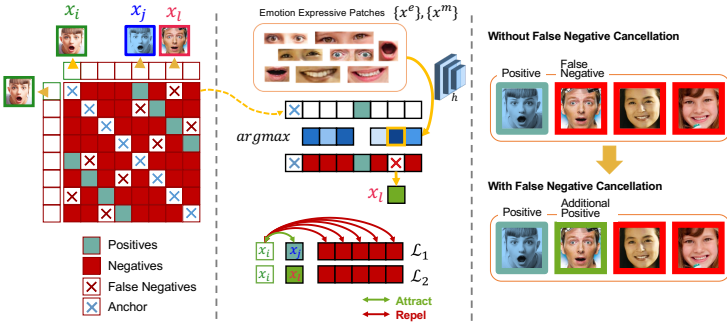 x_i
x_j
x_l
Positives
Negatives
False Negatives
Anchor
Emotion Expressive Patches {x^e}, {x^m}
h
argmax
x_l
x_i x_j ℒ_1
x_i x_l ℒ_2
Attract
Repel
Without False Negative Cancellation
Positive
False
Negative
With False Negative Cancellation
Positive
Additional
Positive